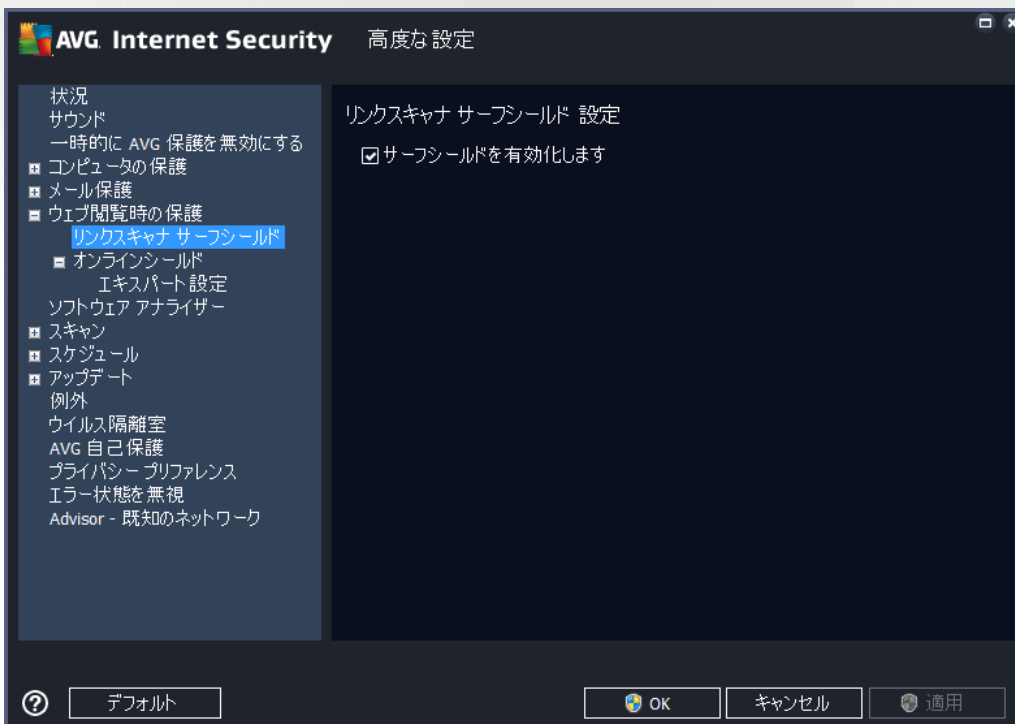 AVG. Internet Security 高度な設定
状況
サウンド
一時的に AVG 保護を無効にする
コンピュータの保護
メール保護
ウェブ閲覧時の保護
リンクスキャナ サーフシールド
オンラインシールド
エキスパート設定
ソフトウェア アナライザー
スキャン
スケジュール
アップデート
例外
ウイルス隔離室
AVG 自己保護
プライバシー プリファレンス
エラー状態を無視
Advisor - 既知のネットワーク
リンクスキャナ サーフシールド 設定
サーフシールドを有効化します
デフォルト
OK
キャンセル
適用